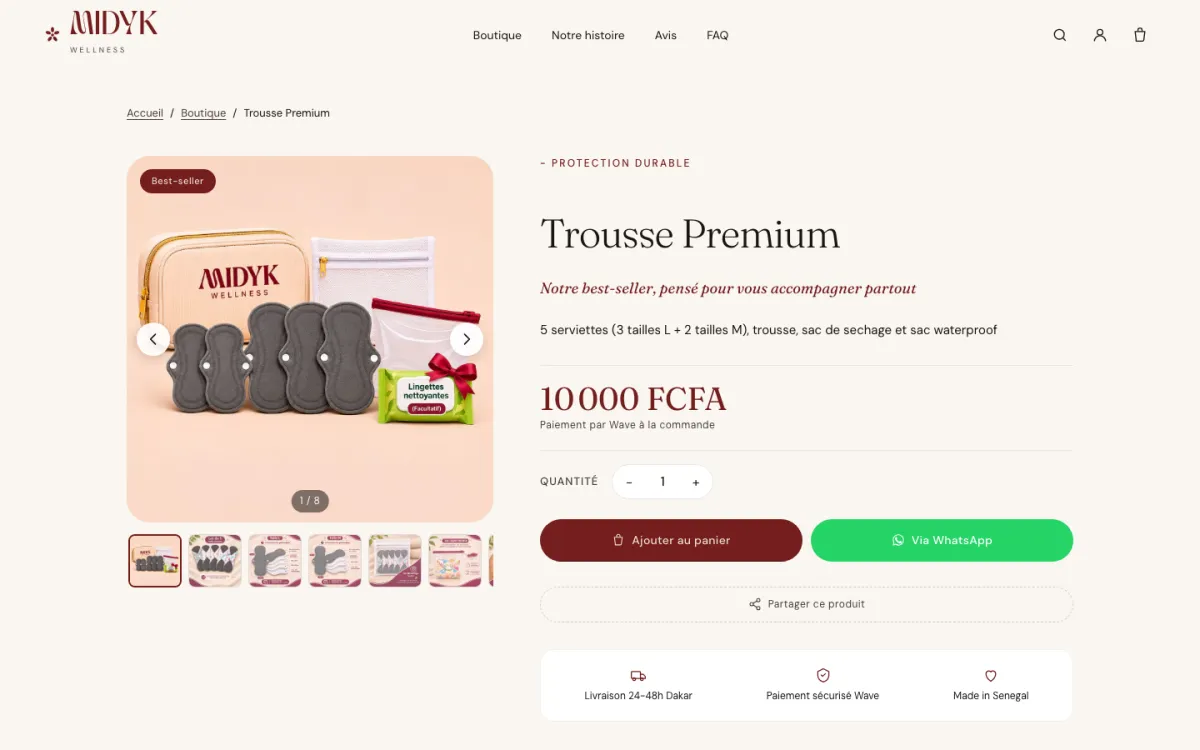 MIDYK
WELLNESS
Boutique
Notre histoire
Avis
FAQ
Accueil / Boutique / Trousse Premium
Best-seller
MIDYK
WELLNESS
Lingettes
nettoyantes
(Facultatif)
1 / 8
- PROTECTION DURABLE
Trousse Premium
Notre best-seller, pensé pour vous accompagner partout
5 serviettes (3 tailles L + 2 tailles M), trousse, sac de sechage et sac waterproof
10 000 FCFA
Paiement par Wave à la commande
QUANTITÉ - 1 +
Ajouter au panier
Via WhatsApp
Partager ce produit
Livraison 24-48h Dakar
Paiement sécurisé Wave
Made in Senegal